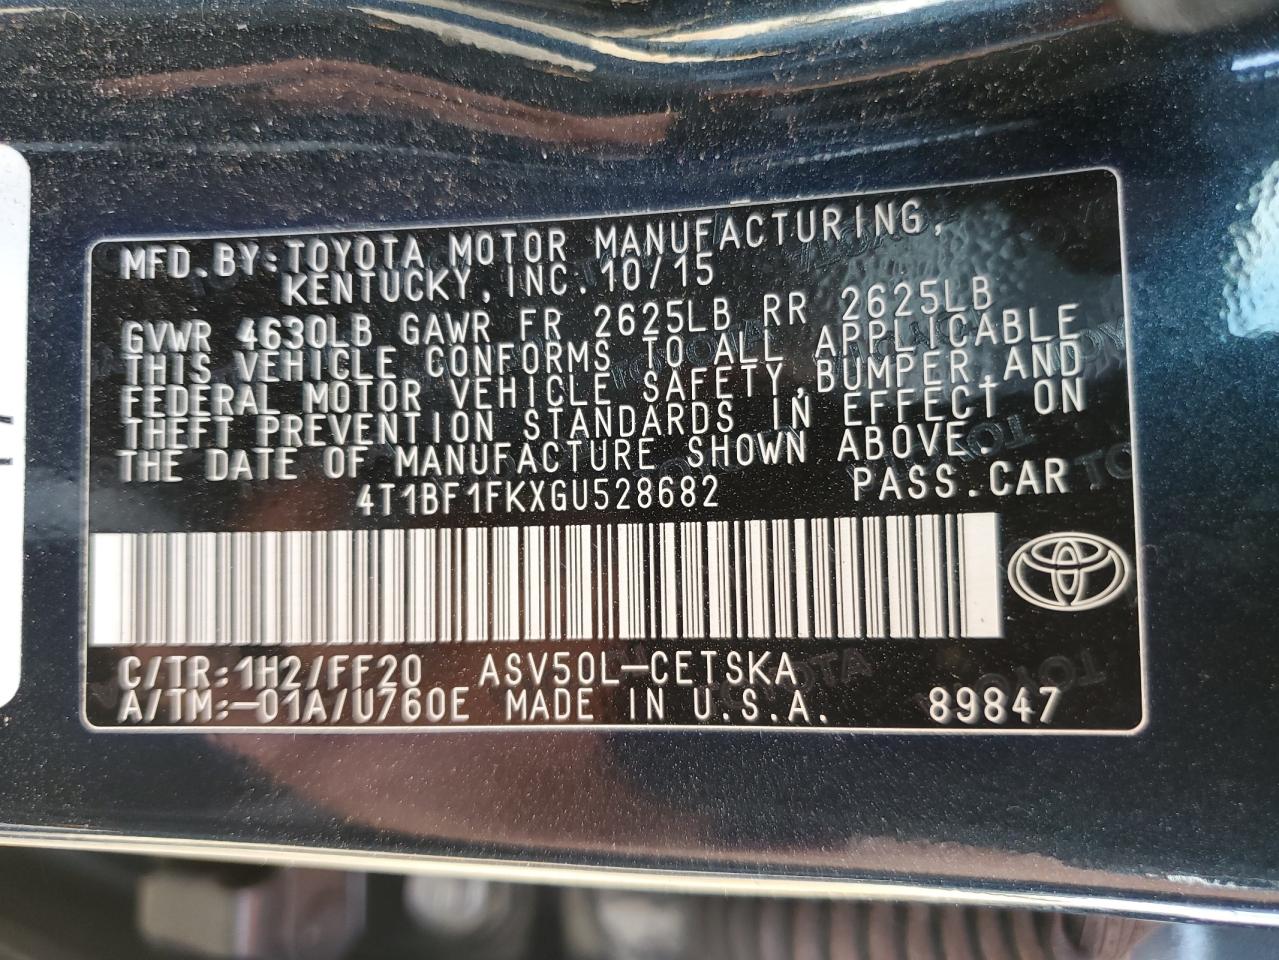 MFD.BY:TOYOTA MOTOR MANUFACTURING,
KENTUCKY,INC.10/15
GVWR 4630LB GAWR FR 2625LB RR 2625LB
THIS VEHICLE CONFORMS TO ALL APPLICABLE
FEDERAL MOTOR VEHICLE SAFETY,BUMPER,AND
THEFT PREVENTION STANDARDS IN EFFECT ON
THE DATE OF MANUFACTURE SHOWN ABOVE.
4T1BF1FKXGU528682 PASS.CAR
C/TR:1H2/FF20 ASV50L-CETSKA
A/TM:-01A/U760E MADE IN U.S.A. 89847